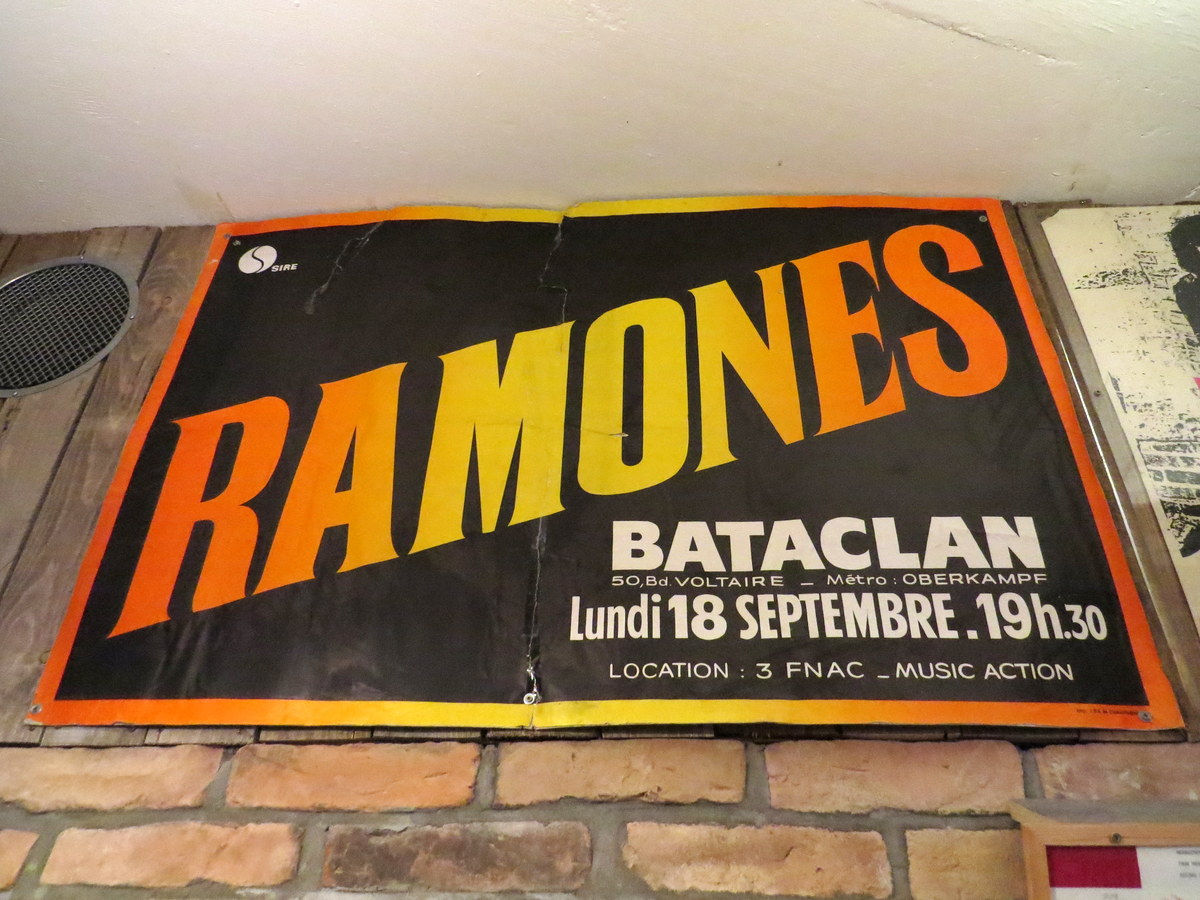 SIRE
RAMONES
BATACLAN
50,Bd.VOLTAIRE _ Métro : OBERKAMPF
Lundi 18 SEPTEMBRE . 19h.30
LOCATION : 3 FNAC _ MUSIC ACTION